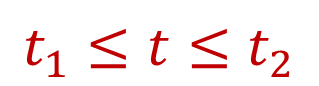 t₁ ≤ t ≤ t₂